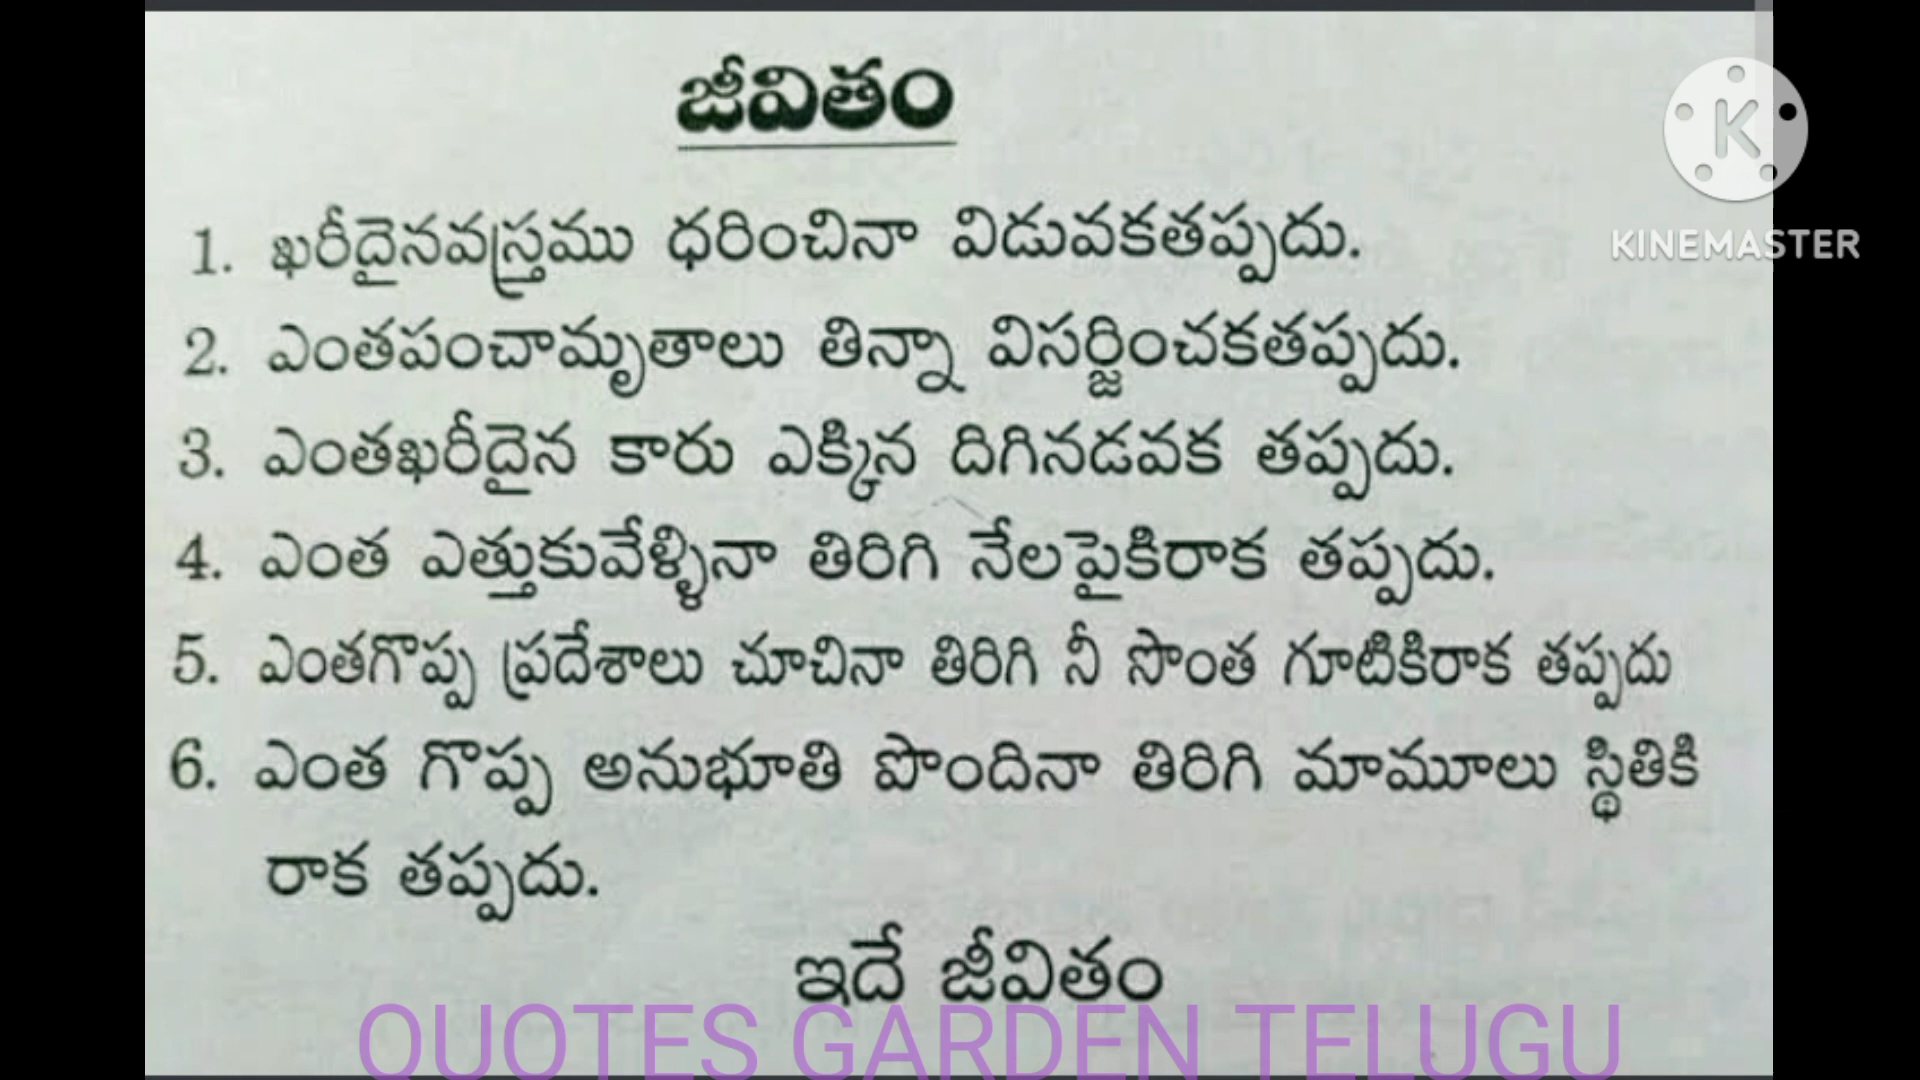 జీవితం
K
KINEMASTER
1. ఖరీదైనవస్త్రము ధరించినా విడువకతప్పదు.
2. ఎంతపంచామృతాలు తిన్నా విసర్జించకతప్పదు.
3. ఎంతఖరీదైన కారు ఎక్కిన దిగినడవక తప్పదు.
4. ఎంత ఎత్తుకువేళ్ళినా తిరిగి నేలపైకిరాక తప్పదు.
5. ఎంతగొప్ప ప్రదేశాలు చూచినా తిరిగి నీ సొంత గూటికిరాక తప్పదు
6. ఎంత గొప్ప అనుభూతి పొందినా తిరిగి మామూలు స్థితికి
రాక తప్పదు.
ఇదే జీవితం
QUOTES GARDEN TELUGU